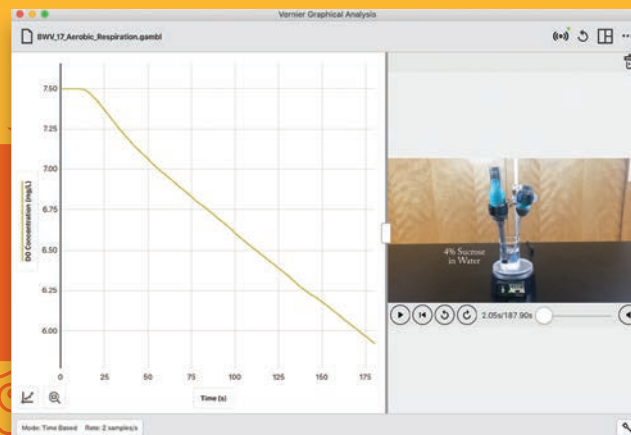 Vernier Graphical Analysis
BWV_17_Aerobic_Respiration.gambl
7.50
7.25
7.00
6.75
6.50
6.25
6.00
DO Concentration (mg/L)
0
25
50
75
100
125
150
175
Time (s)
4% Sucrose
in Water
2.05s/187.90s
Mode: Time Based Rate: 2 samples/s